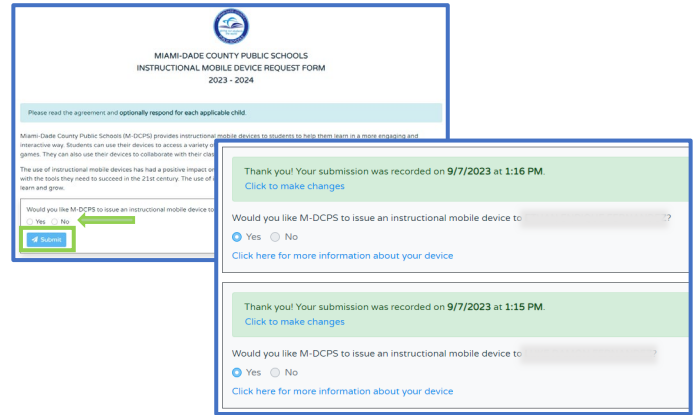 MIAMI-DADE COUNTY PUBLIC SCHOOLS
INSTRUCTIONAL MOBILE DEVICE REQUEST FORM
2023 - 2024
Please read the agreement and optionally respond for each applicable child.
Miami-Dade County Public Schools (M-DCPS) provides instructional mobile devices to students to help them learn in a more engaging and
interactive way. Students can use their devices to access a variety of
games. They can also use their devices to collaborate with their clas
The use of instructional mobile devices has had a positive impact on
with the tools they need to succeed in the 21st century. The use of i
learn and grow.
Would you like M-DCPS to issue an instructional mobile device to
Yes No
Submit
Thank you! Your submission was recorded on 9/7/2023 at 1:16 PM.
Click to make changes
Would you like M-DCPS to issue an instructional mobile device to ?
Yes No
Click here for more information about your device
Thank you! Your submission was recorded on 9/7/2023 at 1:15 PM.
Click to make changes
Would you like M-DCPS to issue an instructional mobile device to
Yes No
Click here for more information about your device